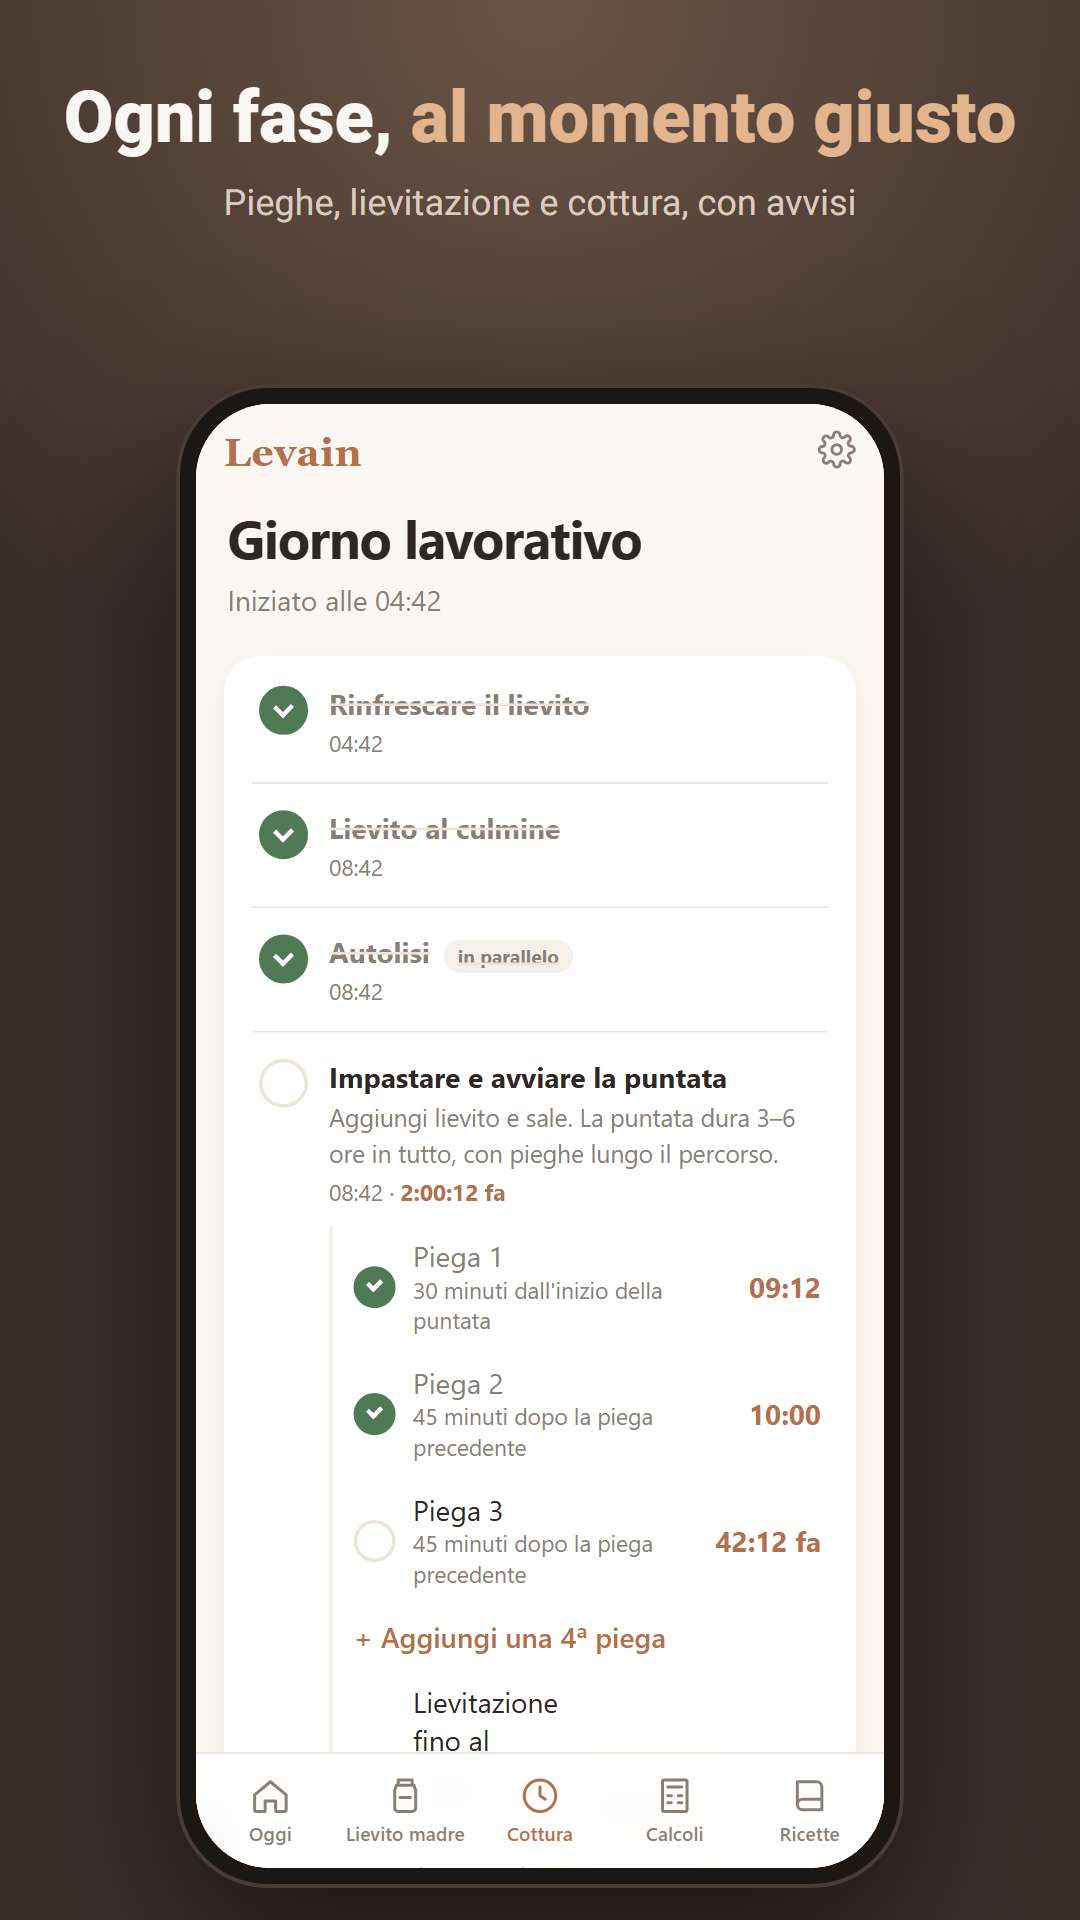 Ogni fase, al momento giusto
Pieghe, lievitazione e cottura, con avvisi
Levain
Giorno lavorativo
Iniziato alle 04:42
Rinfrescare il lievito
04:42
Lievito al culmine
08:42
Autolisi in parallelo
08:42
Impastare e avviare la puntata
Aggiungi lievito e sale. La puntata dura 3–6
ore in tutto, con pieghe lungo il percorso.
08:42 · 2:00:12 fa
Piega 1
30 minuti dall'inizio della
puntata
09:12
Piega 2
45 minuti dopo la piega
precedente
10:00
Piega 3
45 minuti dopo la piega
precedente
42:12 fa
+ Aggiungi una 4ª piega
Lievitazione
fino al
Oggi
Lievito madre
Cottura
Calcoli
Ricette